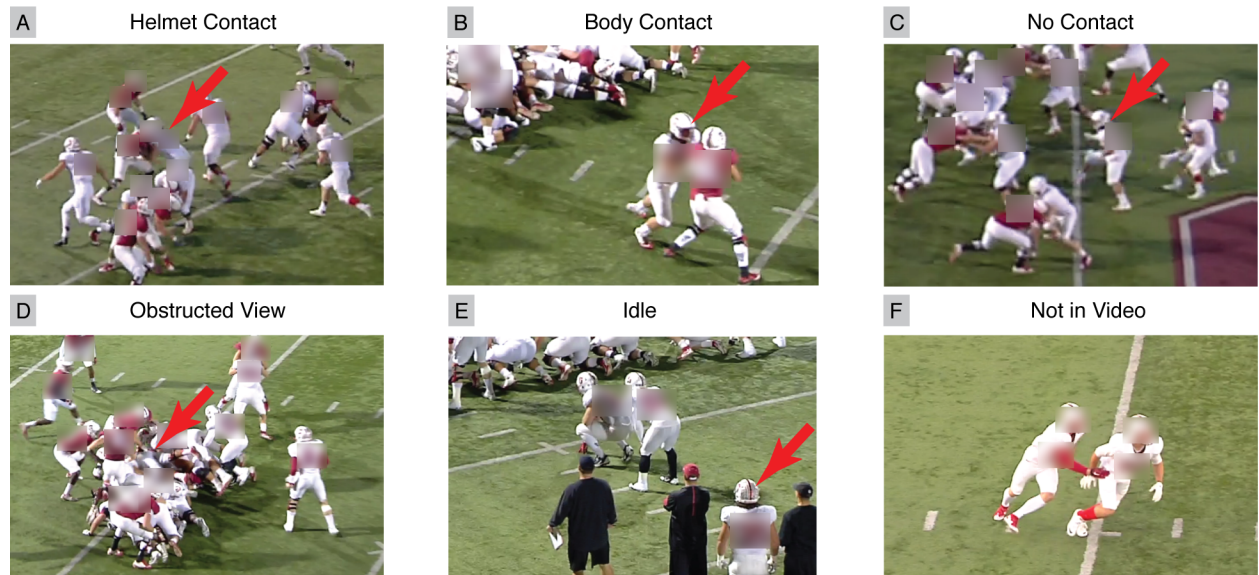 A Helmet Contact
B Body Contact
C No Contact
D Obstructed View
E Idle
F Not in Video